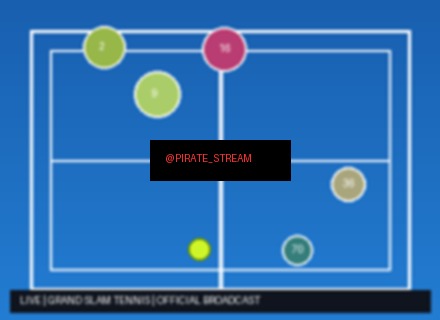 2
16
9
@PIRATE_STREAM
36
70
LIVE | GRAND SLAM TENNIS | OFFICIAL BROADCAST